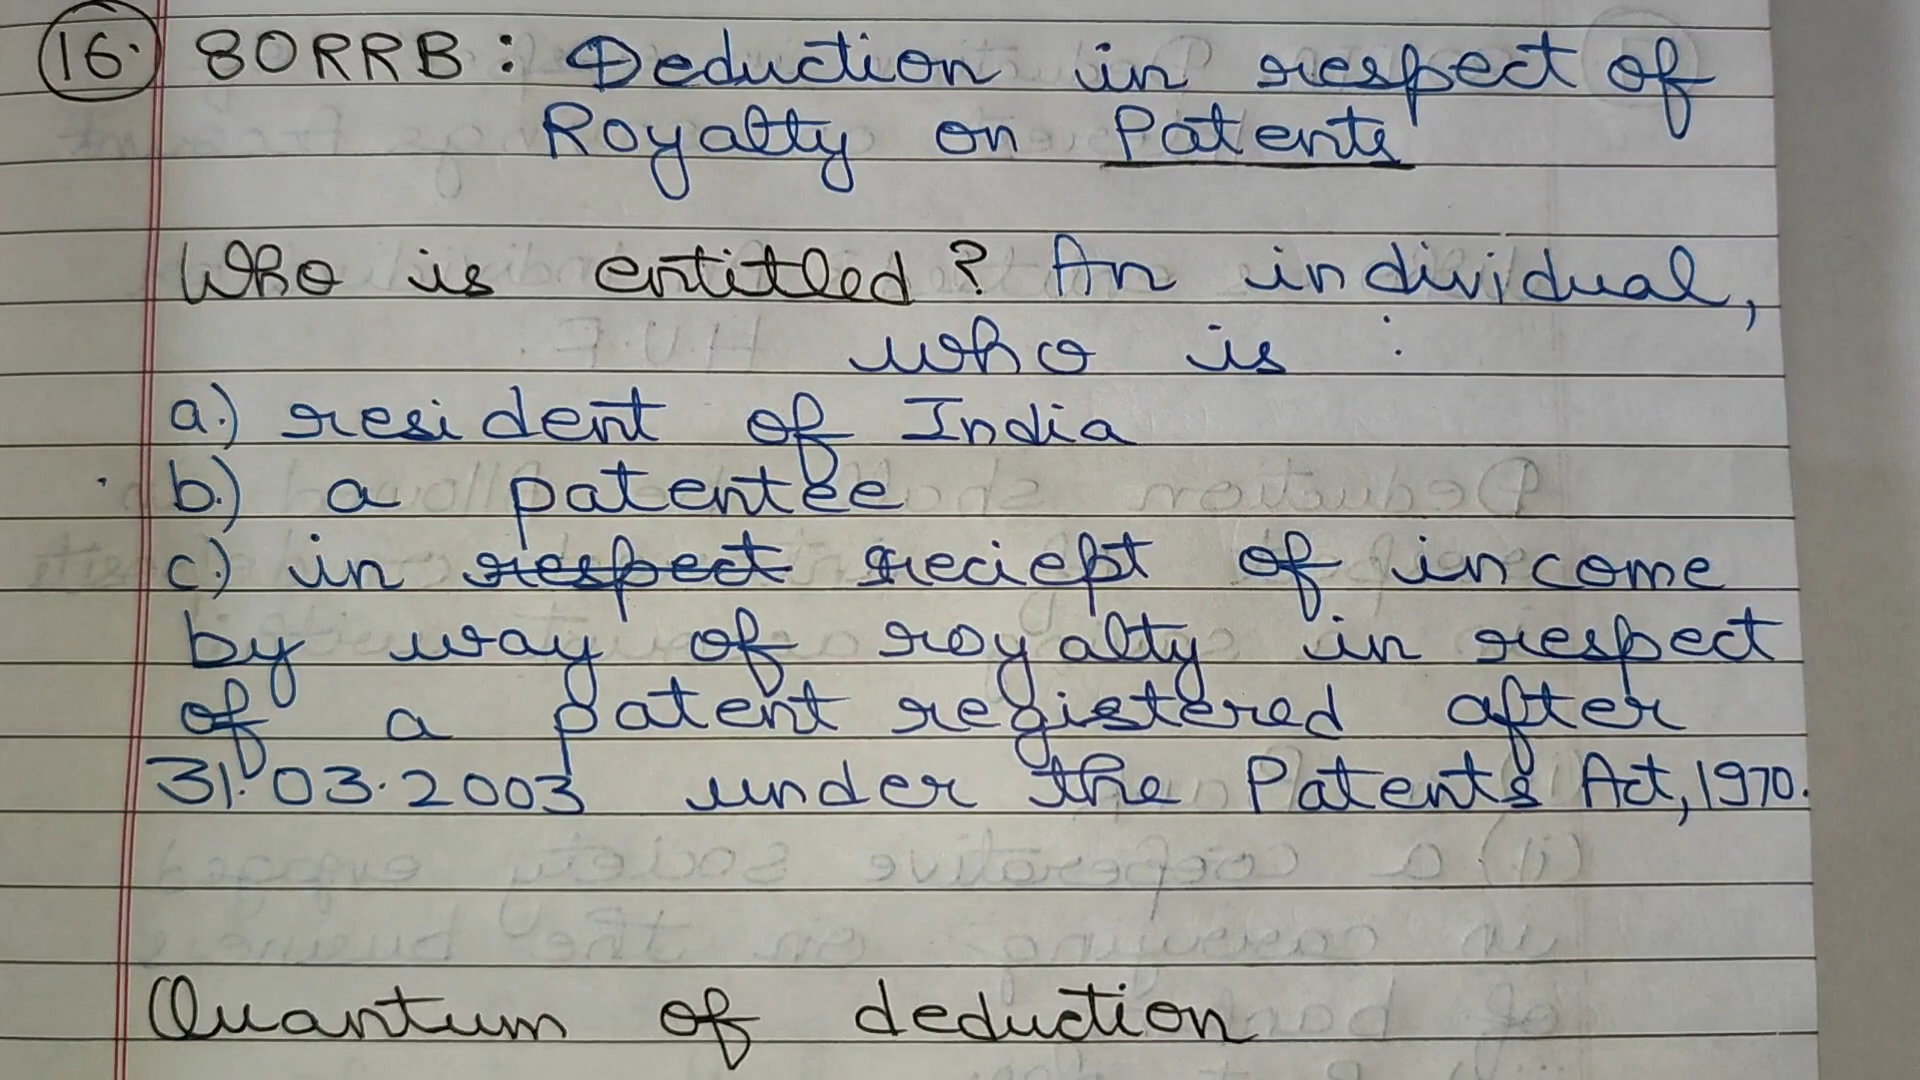 16. 80RRB : Deduction in respect of
Royalty on Patents
Who is entitled ? An individual,
who is :
a.) resident of India
b.) a patentee
c.) in respect reciept of income
by way of royalty in respect
of a patent registered after
31.03.2003 under the Patents Act, 1970.
Quantum of deduction